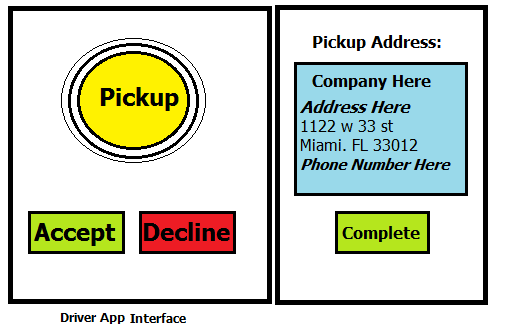 Pickup
Accept
Decline
Driver App Interface
Pickup Address:
Company Here
Address Here
1122 w 33 st
Miami. FL 33012
Phone Number Here
Complete